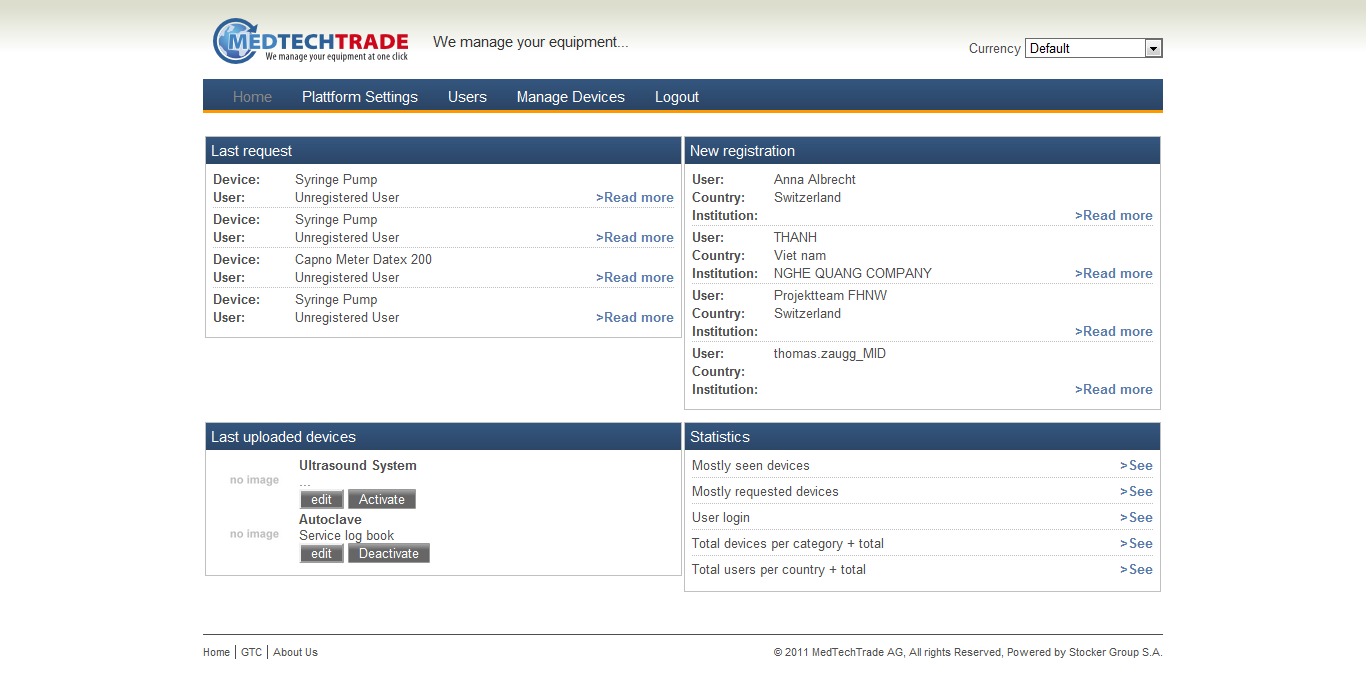 MEDTECHTRADE
We manage your equipment at one click
We manage your equipment...
Currency Default
Home Plattform Settings Users Manage Devices Logout
Last request
Device: Syringe Pump
User: Unregistered User >Read more
Device: Syringe Pump
User: Unregistered User >Read more
Device: Capno Meter Datex 200
User: Unregistered User >Read more
Device: Syringe Pump
User: Unregistered User >Read more
New registration
User: Anna Albrecht
Country: Switzerland
Institution: >Read more
User: THANH
Country: Viet nam
Institution: NGHE QUANG COMPANY >Read more
User: Projektteam FHNW
Country: Switzerland
Institution: >Read more
User: thomas.zaugg_MID
Country:
Institution: >Read more
Last uploaded devices
no image
Ultrasound System
...
edit Activate
no image
Autoclave
Service log book
edit Deactivate
Statistics
Mostly seen devices >See
Mostly requested devices >See
User login >See
Total devices per category + total >See
Total users per country + total >See
Home | GTC | About Us
© 2011 MedTechTrade AG, All rights Reserved, Powered by Stocker Group S.A.